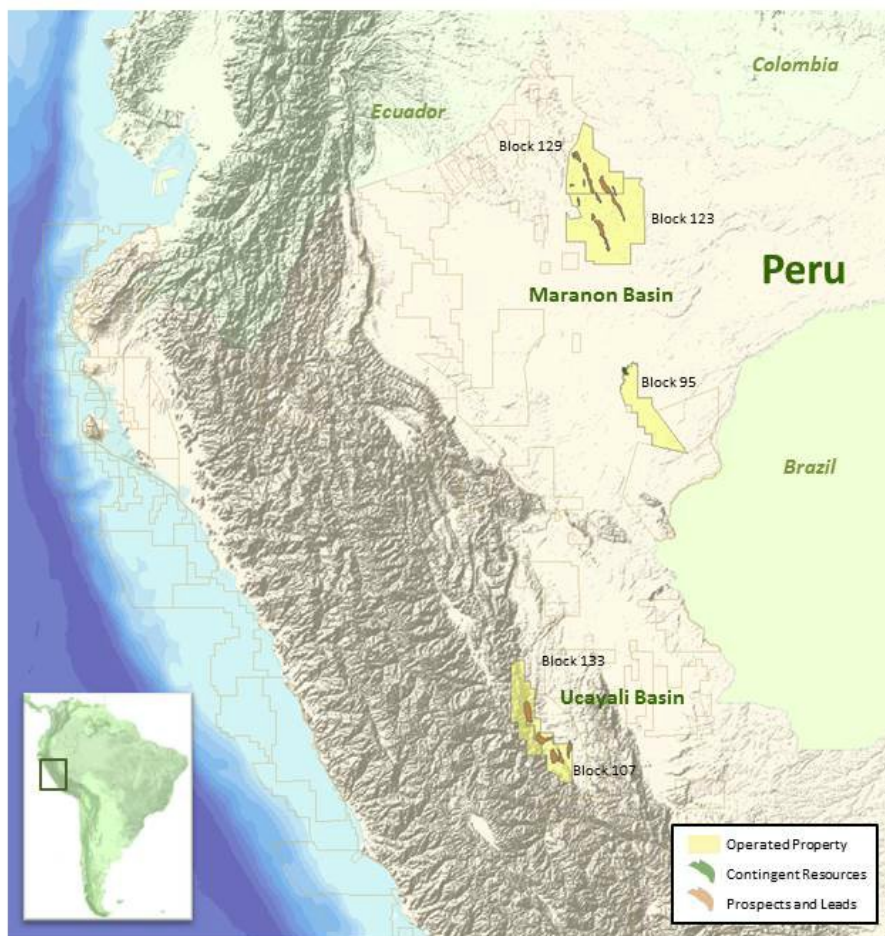 Colombia
Ecuador
Block 129
Block 123
Peru
Maranon Basin
Block 95
Brazil
Block 133
Ucayali Basin
Block 107
Operated Property
Contingent Resources
Prospects and Leads